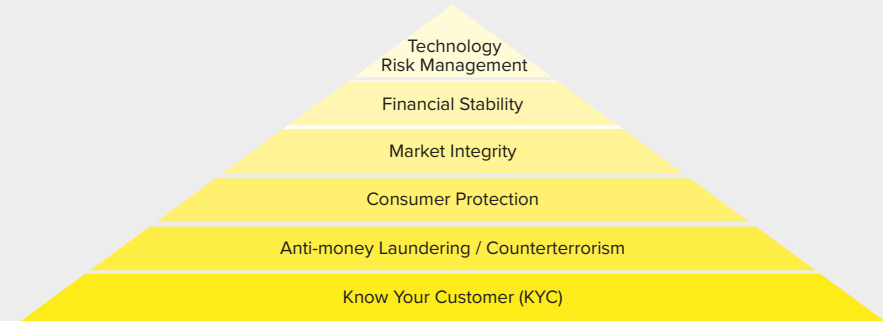 Technology
Risk Management
Financial Stability
Market Integrity
Consumer Protection
Anti-money Laundering / Counterterrorism
Know Your Customer (KYC)